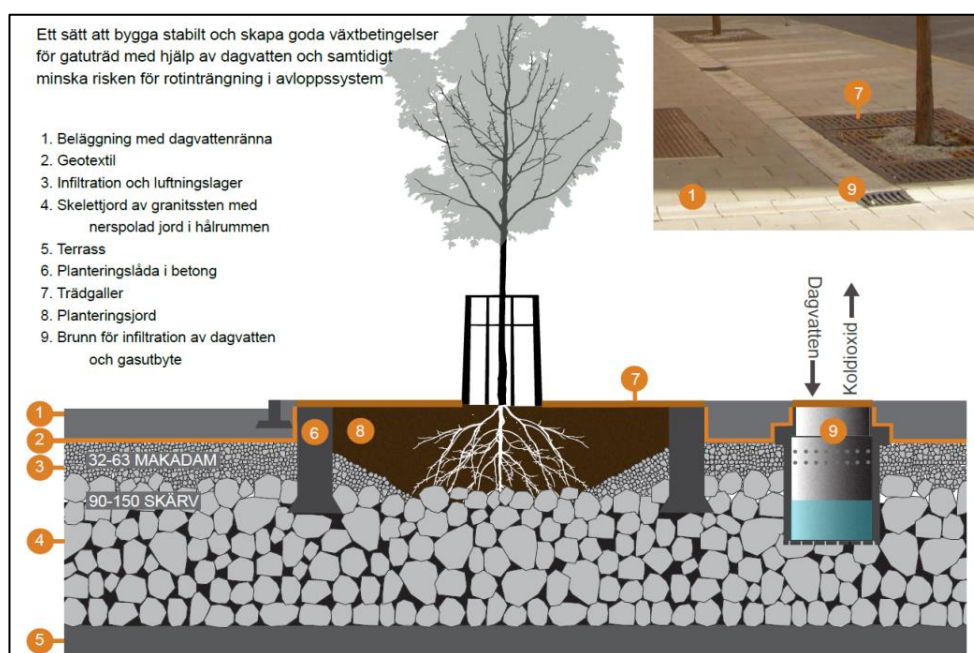 Ett sätt att bygga stabilt och skapa goda växtbetingelser
för gatuträd med hjälp av dagvatten och samtidigt
minska risken för rotinträngning i avloppssystem
1. Beläggning med dagvattenränna
2. Geotextil
3. Infiltration och luftningslager
4. Skelettjord av granitssten med
nerspolad jord i hålrummen
5. Terrass
6. Planteringslåda i betong
7. Trädgaller
8. Planteringsjord
9. Brunn för infiltration av dagvatten
och gasutbyte
7
1
9
Dagvatten
Koldioxid
7
1
6
8
9
2
32-63 MAKADAM
3
90-150 SKÄRV
4
5